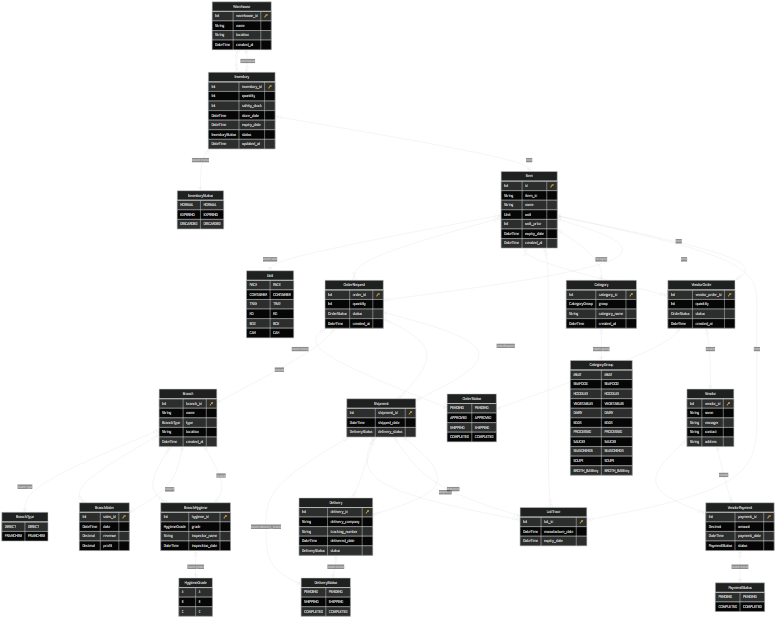 Warehouse
Int warehouse_id
String name
String location
DateTime created_at
Inventory
Int inventory_id
Int quantity
Int safety_stock
DateTime store_date
DateTime expiry_date
InventoryStatus status
DateTime updated_at
Item
Int id
String item_id
String name
Unit unit
Int unit_price
DateTime expiry_date
DateTime created_at
InventoryStatus
NORMAL NORMAL
EXPIRING EXPIRING
DISCARDED DISCARDED
Unit
PACK PACK
CONTAINER CONTAINER
TRAY TRAY
KG KG
BOX BOX
CAN CAN
OrderRequest
Int order_id
Int quantity
OrderStatus status
DateTime created_at
Category
Int category_id
CategoryGroup group
String category_name
DateTime created_at
VendorOrder
Int vendor_order_id
Int quantity
OrderStatus status
DateTime created_at
CategoryGroup
MEAT MEAT
SEAFOOD SEAFOOD
NOODLES NOODLES
VEGETABLES VEGETABLES
DAIRY DAIRY
EGGS EGGS
PROCESSED PROCESSED
SAUCES SAUCES
SEASONINGS SEASONINGS
SOUPS SOUPS
Branch
Int branch_id
String name
BranchType type
String location
DateTime created_at
Shipment
Int shipment_id
DateTime shipped_date
DeliveryStatus delivery_status
OrderStatus
PENDING PENDING
APPROVED APPROVED
SHIPPING SHIPPING
COMPLETED COMPLETED
Vendor
Int vendor_id
String name
String manager
String contact
String address
BranchType
DIRECT DIRECT
FRANCHISE FRANCHISE
BranchSales
Int sales_id
DateTime date
Decimal revenue
Decimal profit
BranchHygiene
Int hygiene_id
HygieneGrade grade
String inspector_name
DateTime inspection_date
Delivery
Int delivery_id
String delivery_company
String tracking_number
DateTime delivered_date
DeliveryStatus status
LotTrace
Int lot_id
DateTime manufacture_date
DateTime expiry_date
VendorPayment
Int payment_id
Decimal amount
DateTime payment_date
PaymentStatus status
HygieneGrade
A A
B B
C C
DeliveryStatus
PENDING PENDING
SHIPPING SHIPPING
COMPLETED COMPLETED
PaymentStatus
PENDING PENDING
COMPLETED COMPLETED